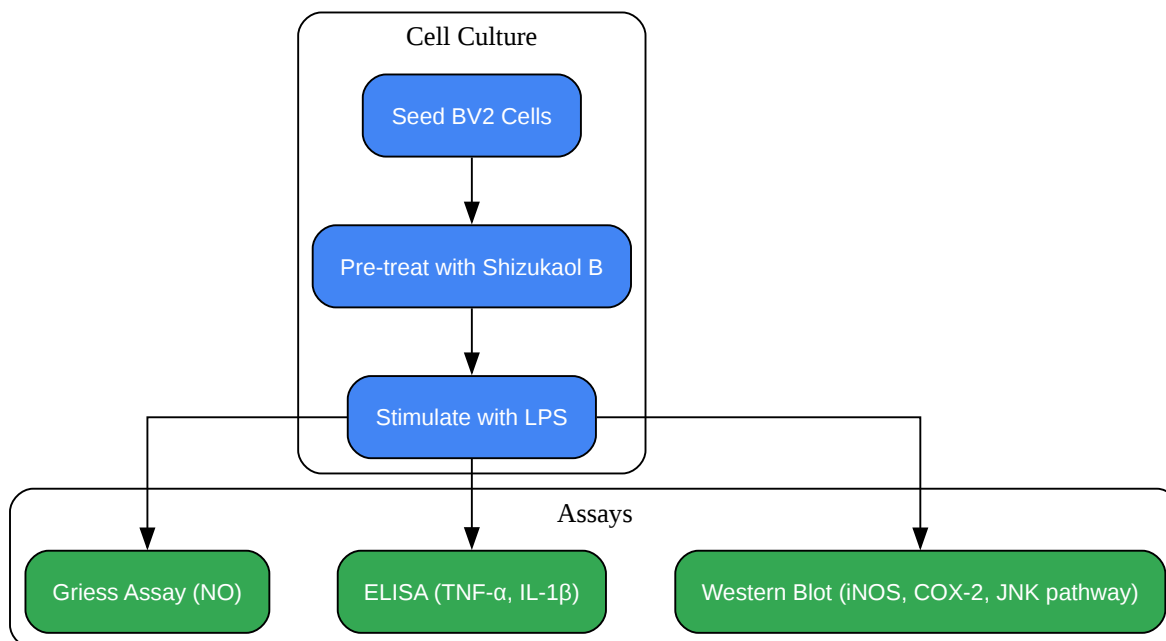 Cell Culture
Seed BV2 Cells
Pre-treat with Shizukaol B
Stimulate with LPS
Assays
Griess Assay (NO)
ELISA (TNF-α, IL-1β)
Western Blot (iNOS, COX-2, JNK pathway)